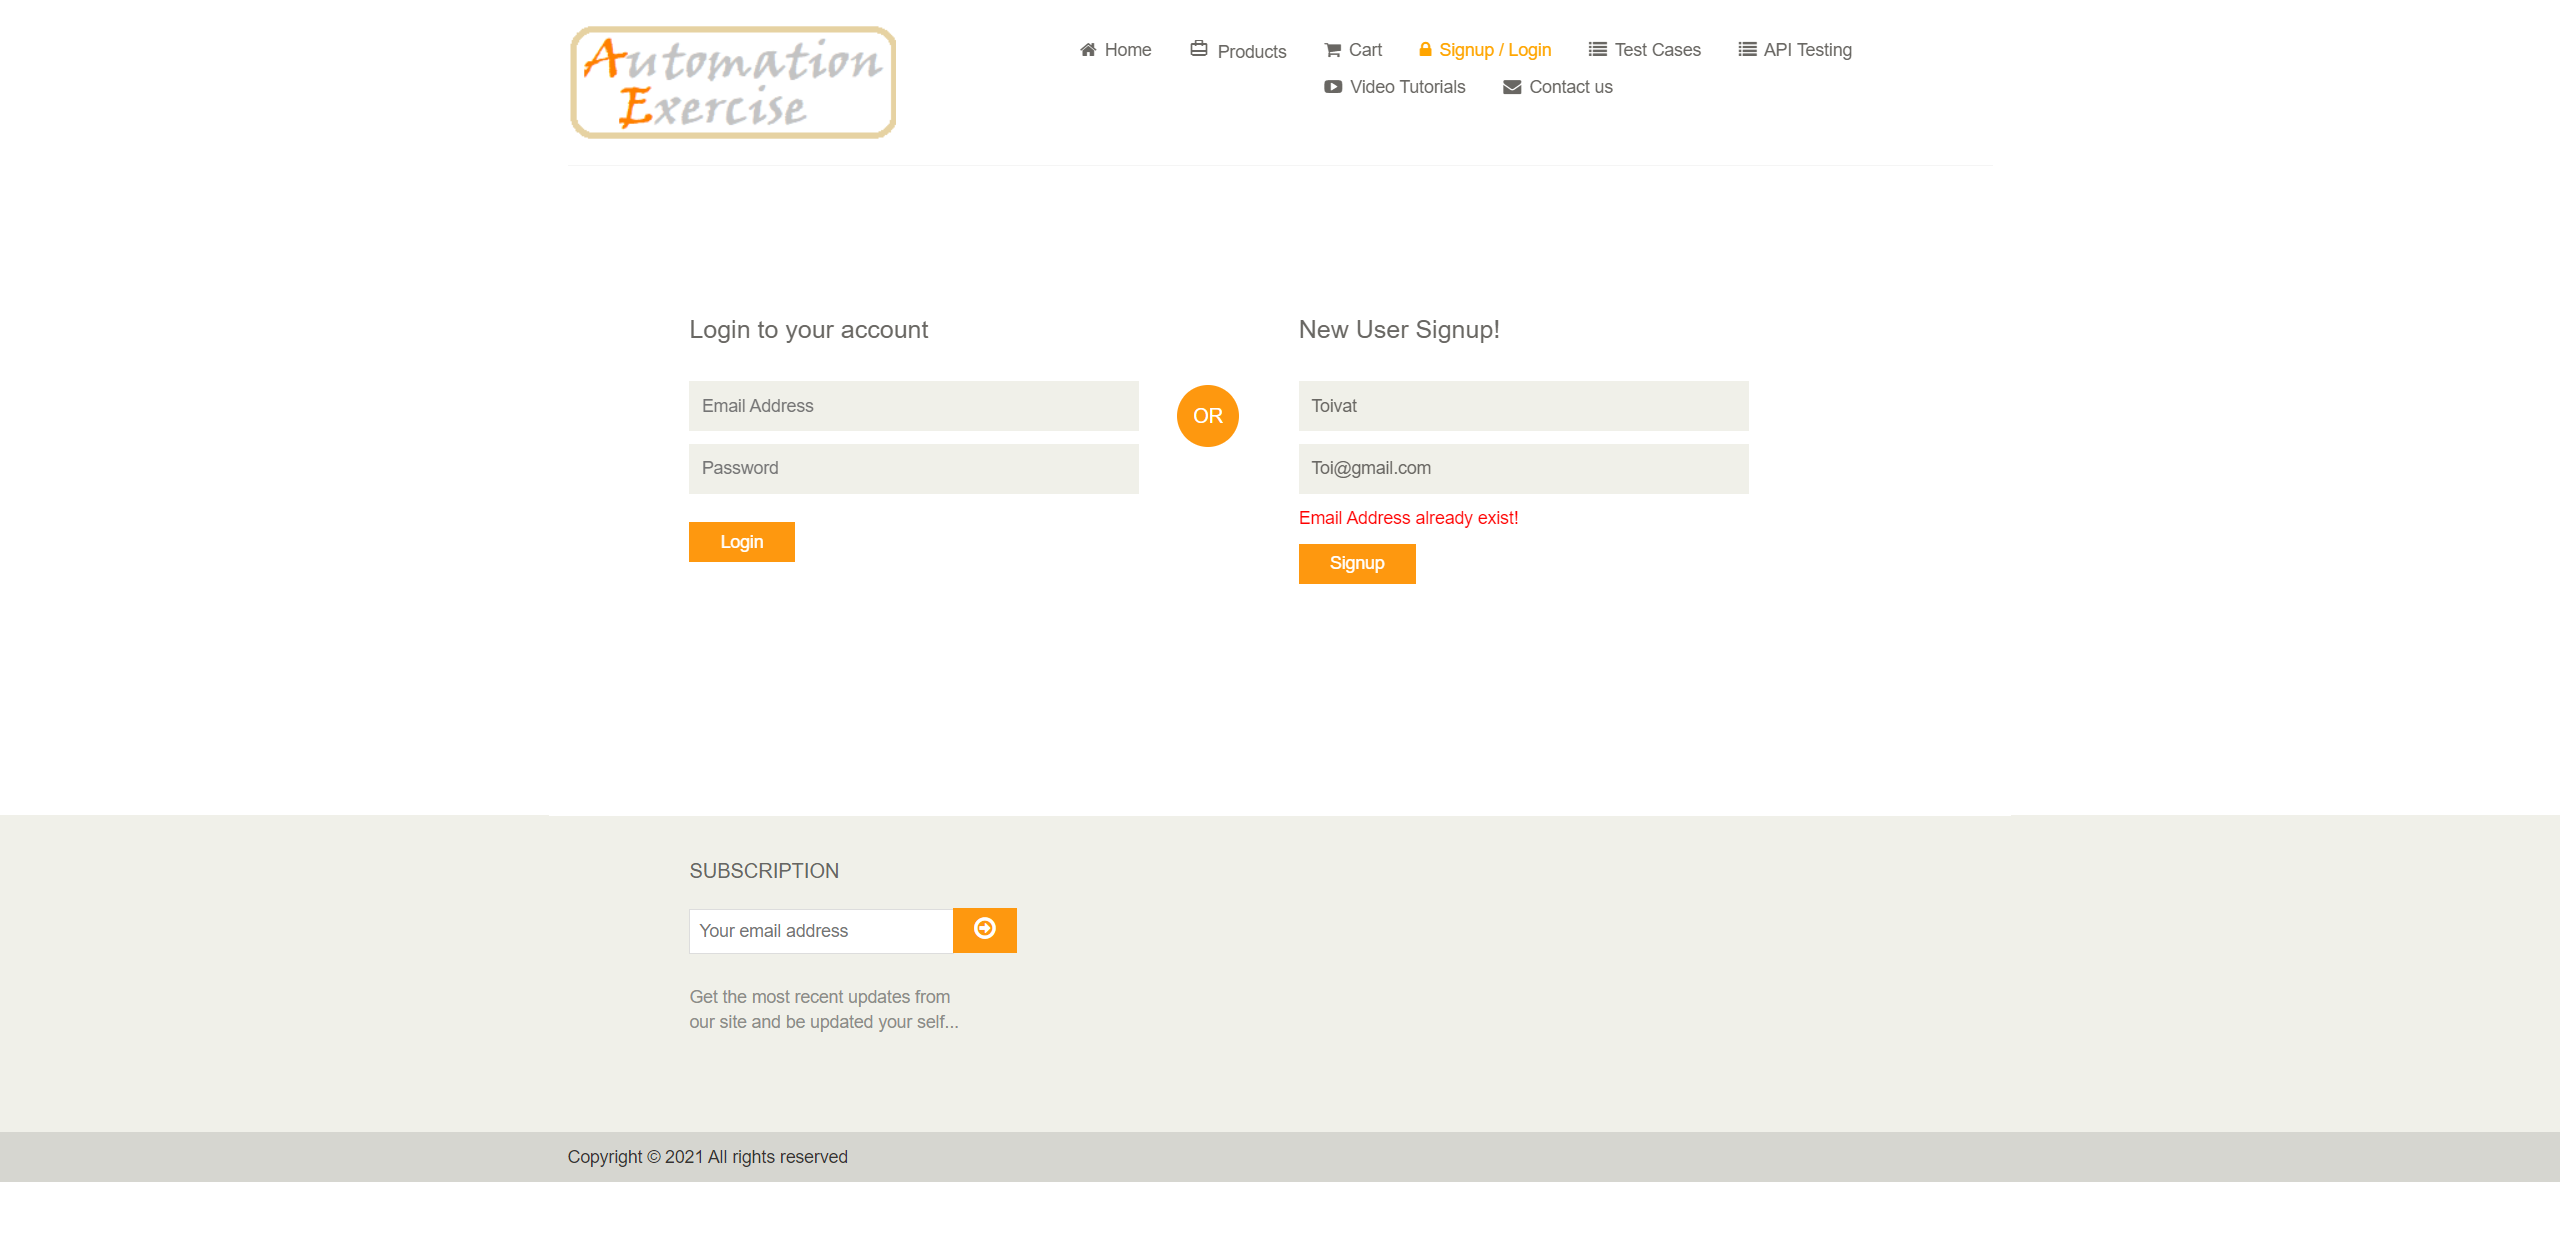 Automation
Exercise
Home Products Cart Signup / Login Test Cases API Testing
Video Tutorials Contact us
Login to your account
Email Address
Password
Login
OR
New User Signup!
Toivat
Toi@gmail.com
Email Address already exist!
Signup
SUBSCRIPTION
Your email address
Get the most recent updates from
our site and be updated your self...
Copyright © 2021 All rights reserved